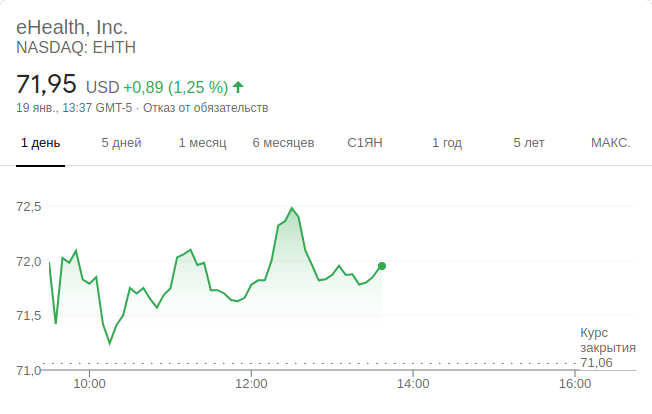 eHealth, Inc.
NASDAQ: EHTH
71,95 USD +0,89 (1,25 %)
19 янв., 13:37 GMT-5 · Отказ от обязательств
1 день 5 дней 1 месяц 6 месяцев С1ЯН 1 год 5 лет МАКС.
72,5
72,0
71,5
71,0
Курс
закрытия
71,06
10:00 12:00 14:00 16:00